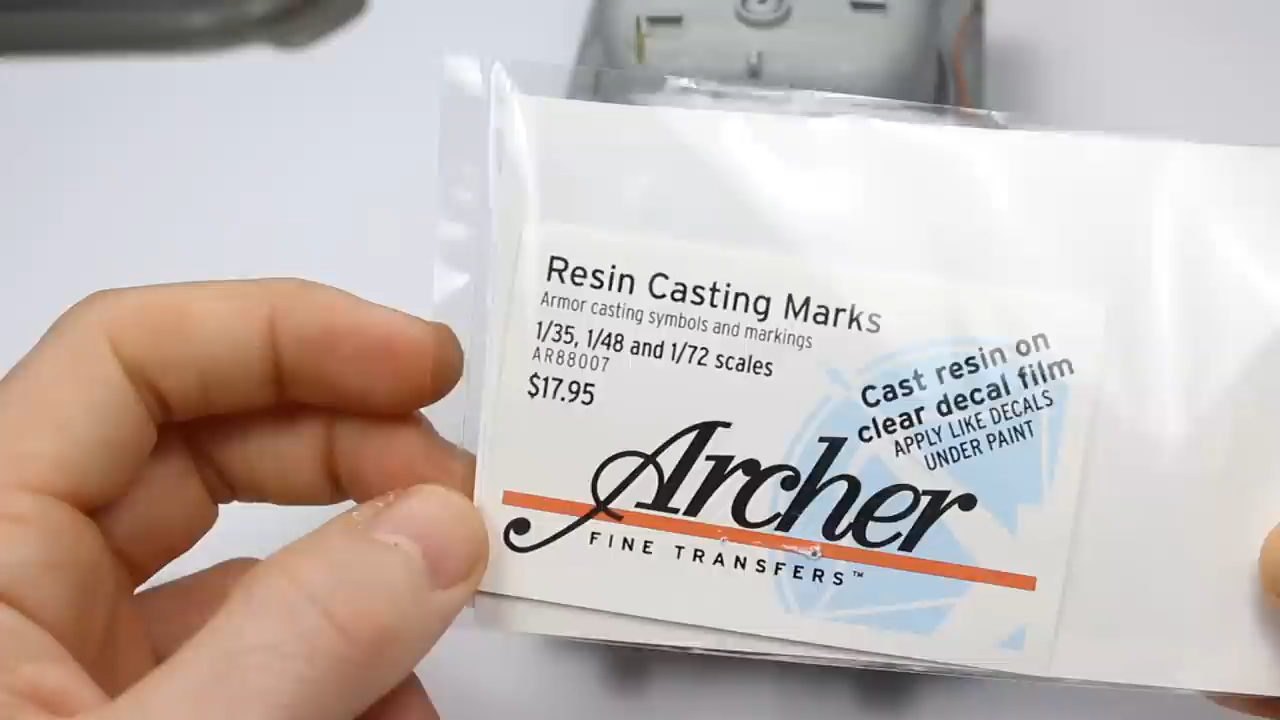 Resin Casting Marks
Armor casting symbols and markings
1/35, 1/48 and 1/72 scales
AR88007
$17.95
Cast resin on
clear decal film
APPLY LIKE DECALS
UNDER PAINT
Archer
FINE TRANSFERS™